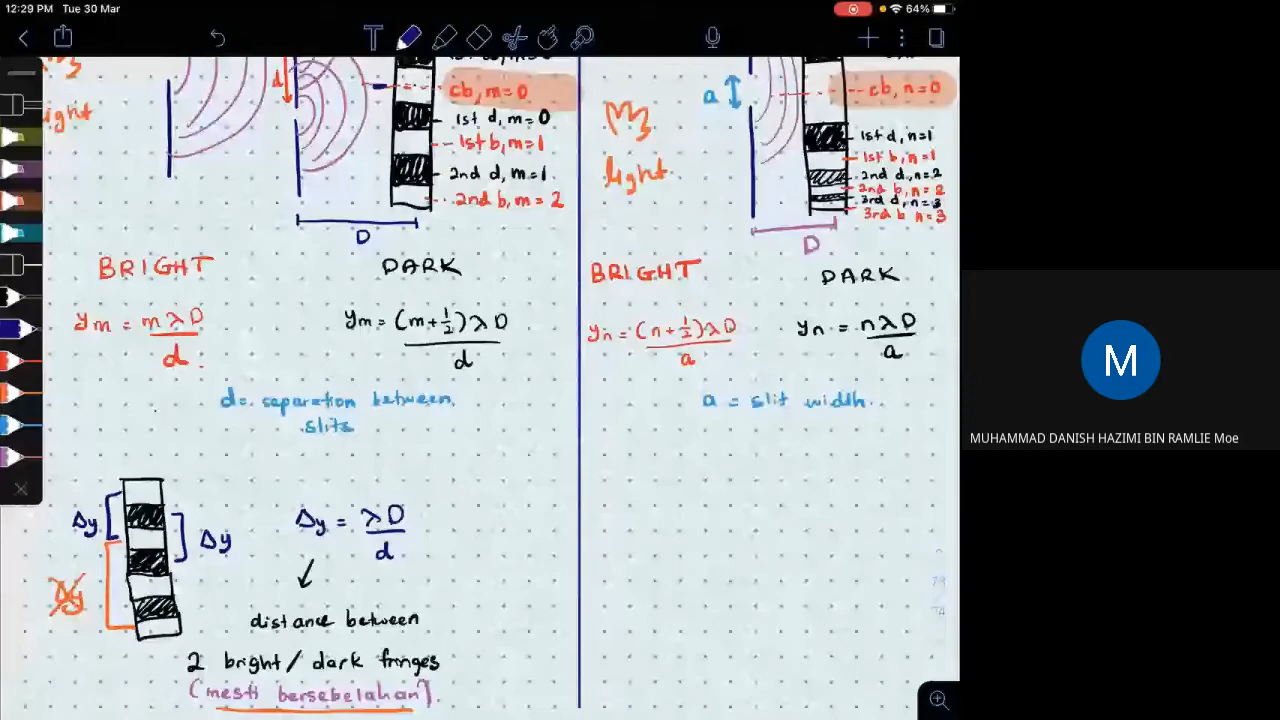 12:29 PM Tue 30 Mar
64%
T
light
d
cb, m=0
1st d, m=0
1st b, m=1
2nd d, m=1
2nd b, m=2
D
BRIGHT
DARK
ym = mλD
d
ym = (m+1/2)λD
d
d = separation between
slits
Δy
Δy
Δy
Δy = λD
d
distance between
2 bright/dark fringes
(mesti bersebelahan).
light
a
cb, n=0
1st d, n=1
1st b, n=1
2nd d, n=2
2nd b, n=2
3rd d, n=3
3rd b n=3
D
BRIGHT
DARK
yn = (n+1/2)λD
a
yn = nλD
a
a = slit width.
M
MUHAMMAD DANISH HAZIMI BIN RAMLIE Moe